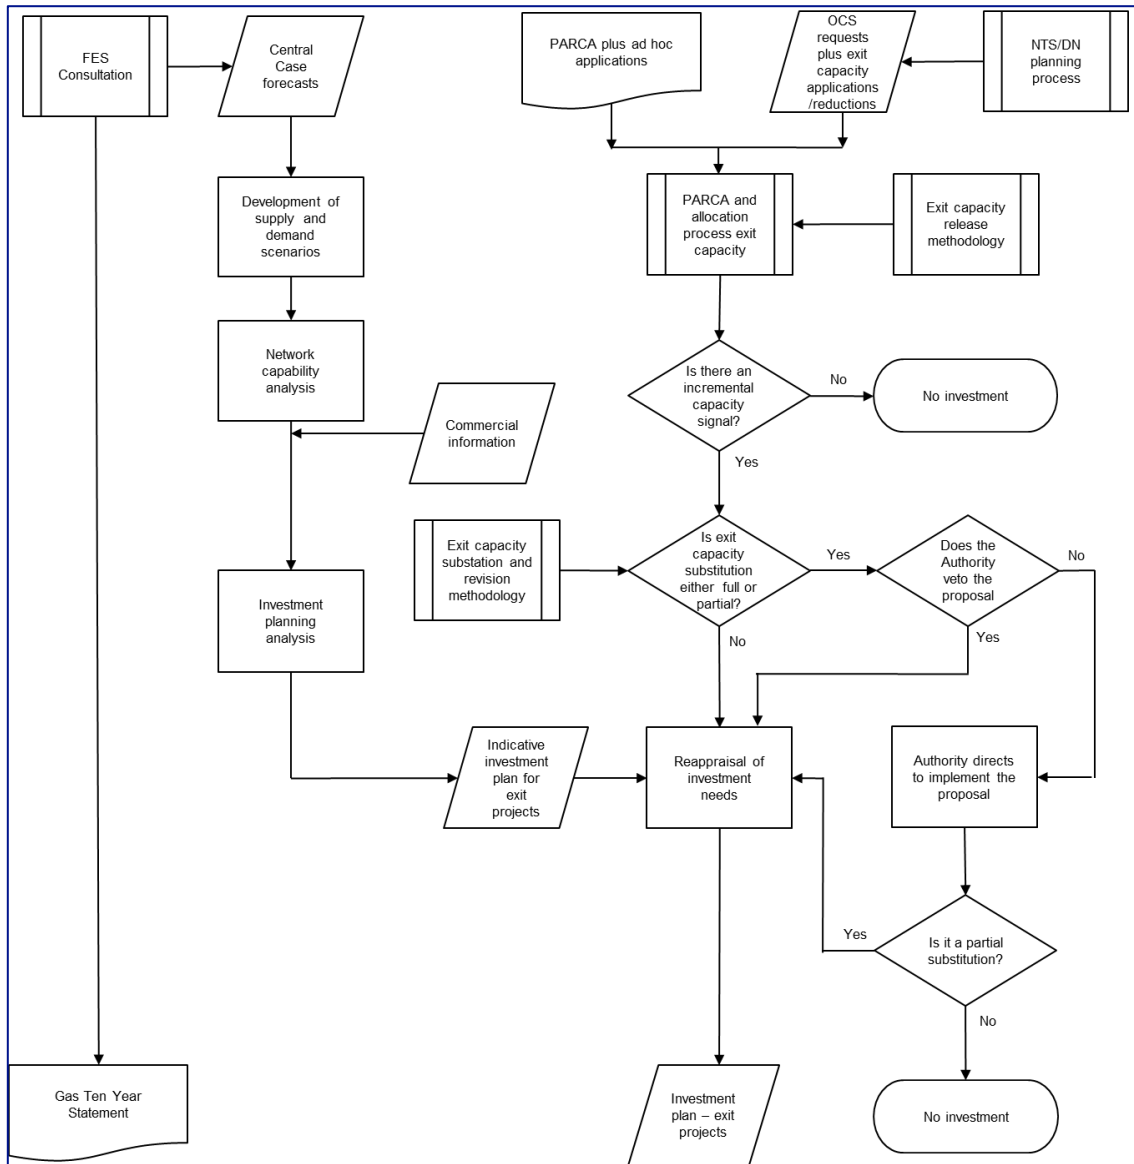 FES
Consultation
Central
Case
forecasts
PARCA plus ad hoc
applications
OCS
requests
plus exit
capacity
applications
/reductions
NTS/DN
planning
process
Development of
supply and
demand
scenarios
PARCA and
allocation
process exit
capacity
Exit capacity
release
methodology
Network
capability
analysis
Is there an
incremental
capacity
signal?
No
No investment
Yes
Commercial
information
Exit capacity
substation and
revision
methodology
Is exit
capacity
substitution
either full or
partial?
Yes
Does the
Authority
veto the
proposal
No
Investment
planning
analysis
No
Yes
Indicative
investment
plan for
exit
projects
Reappraisal of
investment
needs
Authority directs
to implement the
proposal
Yes
Is it a partial
substitution?
No
Gas Ten Year
Statement
Investment
plan – exit
projects
No investment